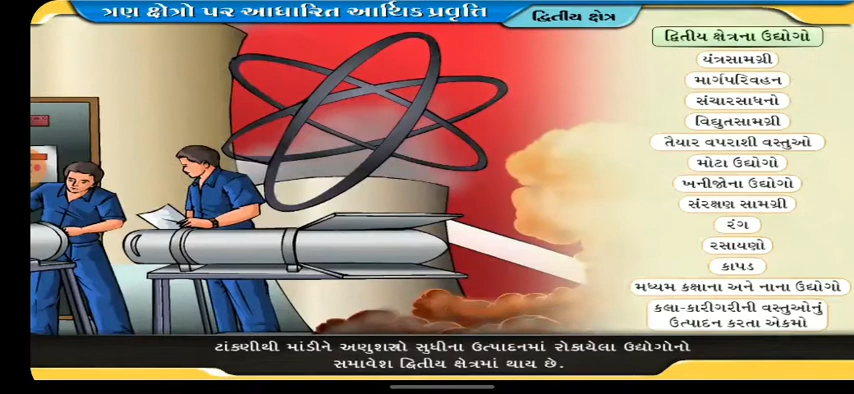 ત્રણ ક્ષેત્રો પર આધારિત આર્થિક પ્રવૃત્તિ
દ્વિતીય ક્ષેત્ર
દ્વિતીય ક્ષેત્રના ઉદ્યોગો
યંત્રસામગ્રી
માર્ગપરિવહન
સંચારસાધનો
વિદ્યુતસામગ્રી
તૈયાર વપરાશી વસ્તુઓ
મોટા ઉદ્યોગો
ખનીજોના ઉદ્યોગો
સંરક્ષણ સામગ્રી
રંગ
રસાયણો
કાપડ
મધ્યમ કક્ષાના અને નાના ઉદ્યોગો
કલા-કારીગરીની વસ્તુઓનું
ઉત્પાદન કરતા એકમો
ટાંકણીથી માંડીને અણુશસ્ત્રો સુધીના ઉત્પાદનમાં રોકાયેલા ઉદ્યોગોનો
સમાવેશ દ્વિતીય ક્ષેત્રમાં થાય છે.